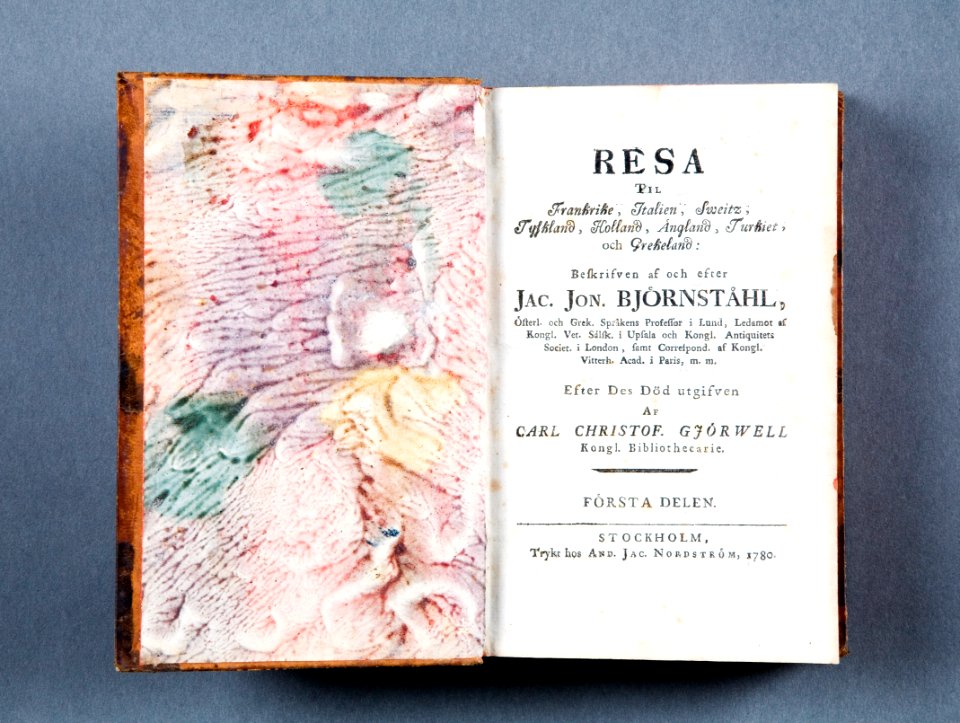 RESA
TIL
Frankrike, Italien, Sweitz,
Tyſkland, Holland, Ångland, Turkiet,
och Grekeland:
Beſkrifven af och efter
JAC. JON. BJÖRNSTÅHL,
Öſterl. och Grek. Språkens Profeſſor i Lund, Ledamot af
Kongl. Vet. Sälſk. i Upſala och Kongl. Antiquitets
Societ. i London, ſamt Correſpond. af Kongl.
Vitterh. Acad. i Paris, m. m.
Efter Des Död utgifven
AF
CARL CHRISTOF. GJÖRWELL
Kongl. Bibliothecarie.
FÖRSTA DELEN.
STOCKHOLM,
Trykt hos AND. JAC. NORDSTRÖM, 1780.